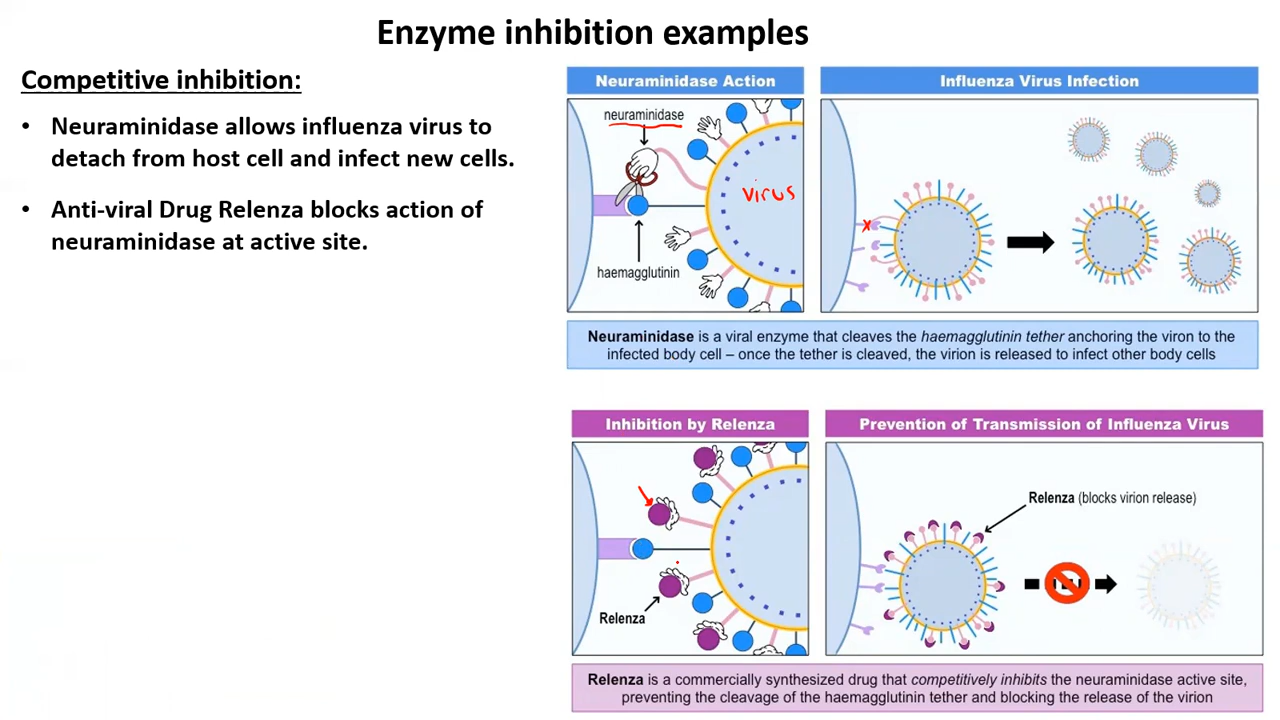 Enzyme inhibition examples
Competitive inhibition:
• Neuraminidase allows influenza virus to
detach from host cell and infect new cells.
• Anti-viral Drug Relenza blocks action of
neuraminidase at active site.
Neuraminidase Action
neuraminidase
virus
haemagglutinin
Influenza Virus Infection
X
Neuraminidase is a viral enzyme that cleaves the haemagglutinin tether anchoring the viron to the
infected body cell – once the tether is cleaved, the virion is released to infect other body cells
Inhibition by Relenza
Relenza
Prevention of Transmission of Influenza Virus
Relenza (blocks virion release)
Relenza is a commercially synthesized drug that competitively inhibits the neuraminidase active site,
preventing the cleavage of the haemagglutinin tether and blocking the release of the virion